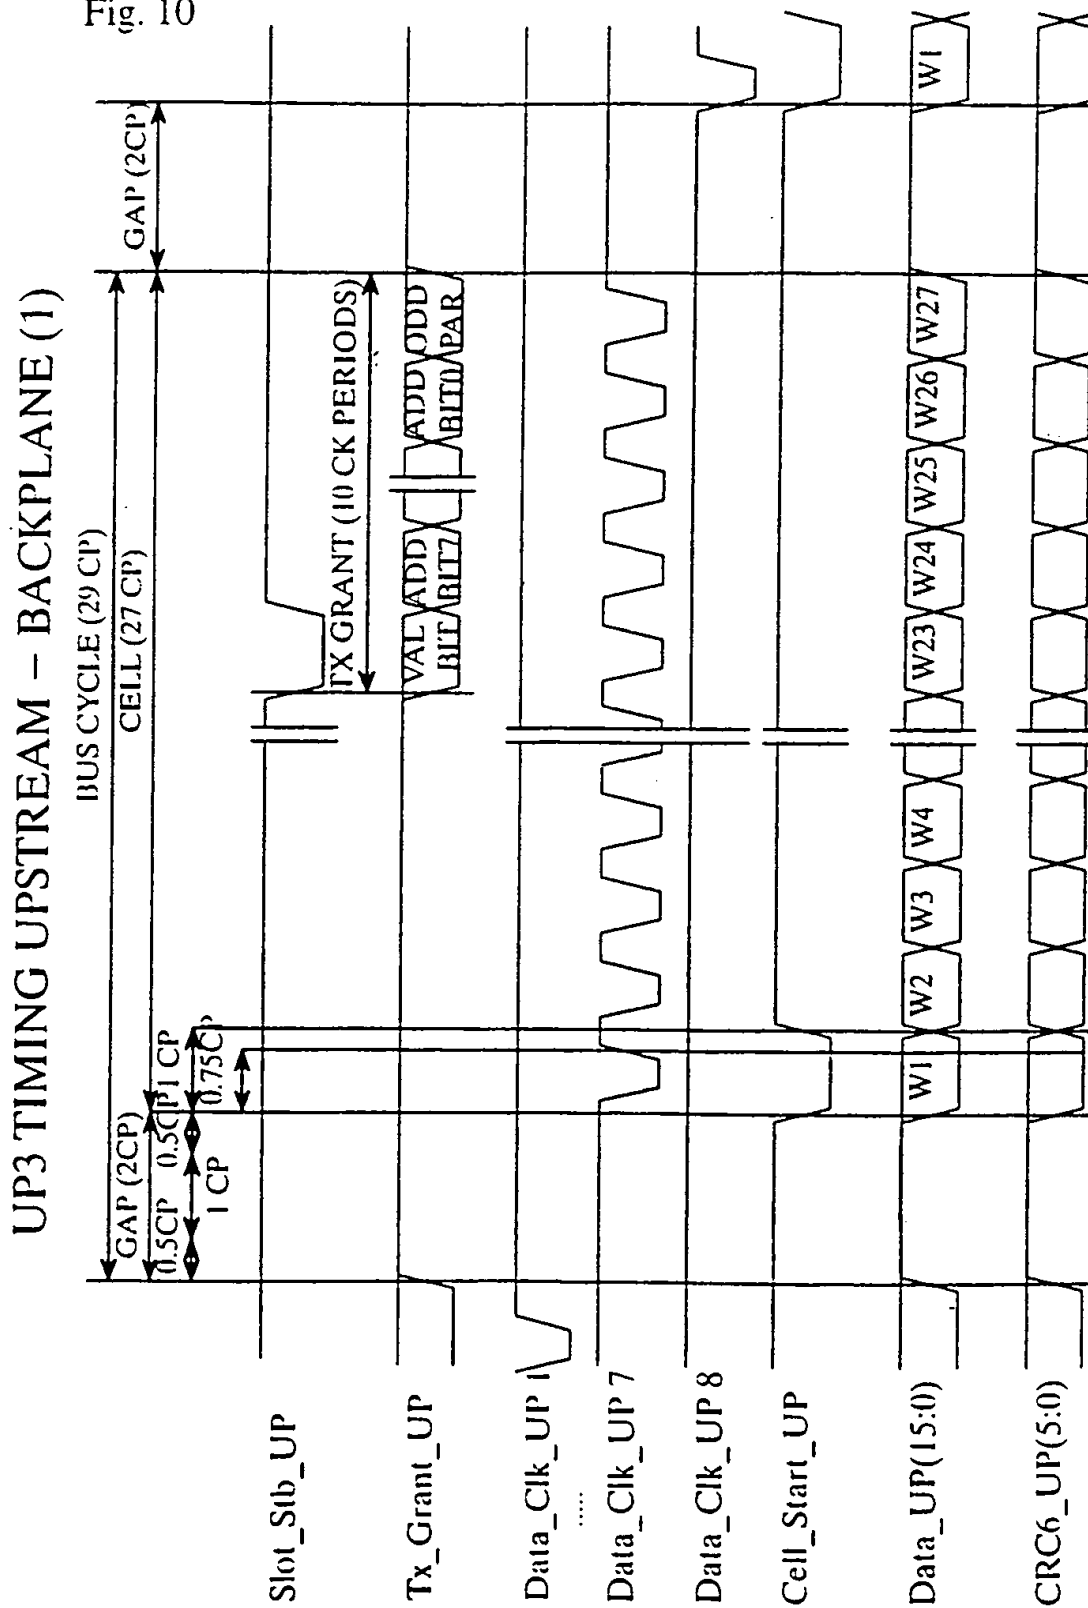 Fig. 10
UP3 TIMING UPSTREAM – BACKPLANE (1)
BUS CYCLE (29 CP)
GAP (2CP)
CELL (27 CP)
GAP (2CP)
0.5CP
0.5CP
1 CP
1 CP
0.75CP
Slot_Stb_UP
TX GRANT (10 CK PERIODS)
Tx_Grant_UP
VAL BIT
ADD BIT7
ADD BIT0
ODD PAR
Data_Clk_UP 1
.....
Data_Clk_UP 7
Data_Clk_UP 8
Cell_Start_UP
Data_UP(15:0)
W1
W2
W3
W4
W23
W24
W25
W26
W27
W1
CRC6_UP(5:0)